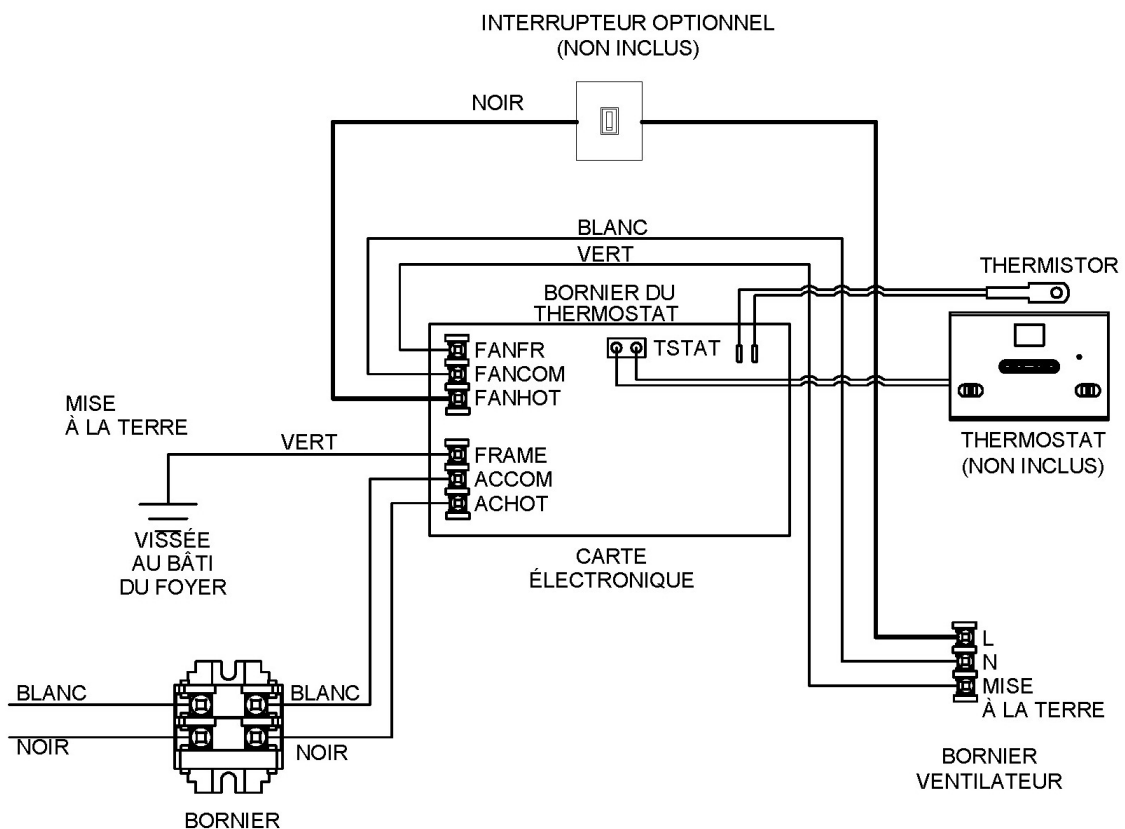 INTERRUPTEUR OPTIONNEL
(NON INCLUS)
NOIR
BLANC
VERT
THERMISTOR
BORNIER DU
THERMOSTAT
FANFR
TSTAT
FANCOM
FANHOT
MISE
À LA TERRE
VERT
FRAME
ACCOM
ACHOT
THERMOSTAT
(NON INCLUS)
VISSÉE
AU BÂTI
DU FOYER
CARTE
ÉLECTRONIQUE
L
N
MISE
À LA TERRE
BLANC
BLANC
NOIR
NOIR
BORNIER
VENTILATEUR
BORNIER